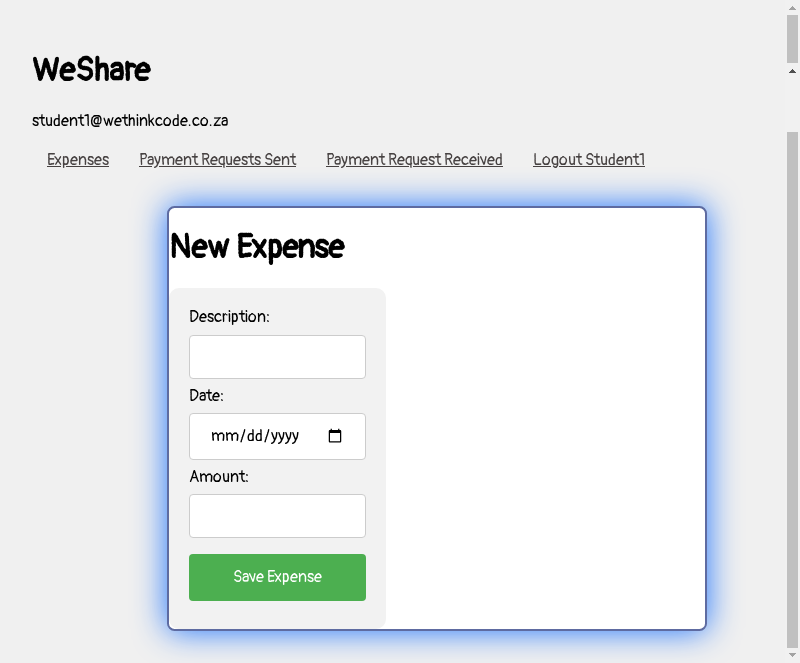 WeShare
student1@wethinkcode.co.za
Expenses Payment Requests Sent Payment Request Received Logout Student1
New Expense
Description:
Date:
mm/dd/yyyy
Amount:
Save Expense